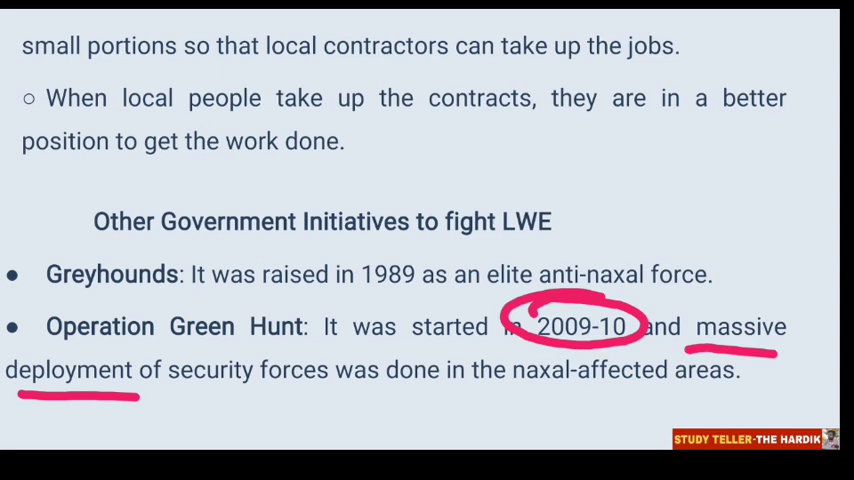 small portions so that local contractors can take up the jobs.
○ When local people take up the contracts, they are in a better
position to get the work done.
Other Government Initiatives to fight LWE
● Greyhounds: It was raised in 1989 as an elite anti-naxal force.
● Operation Green Hunt: It was started in 2009-10 and massive
deployment of security forces was done in the naxal-affected areas.
STUDY TELLER-THE HARDIK